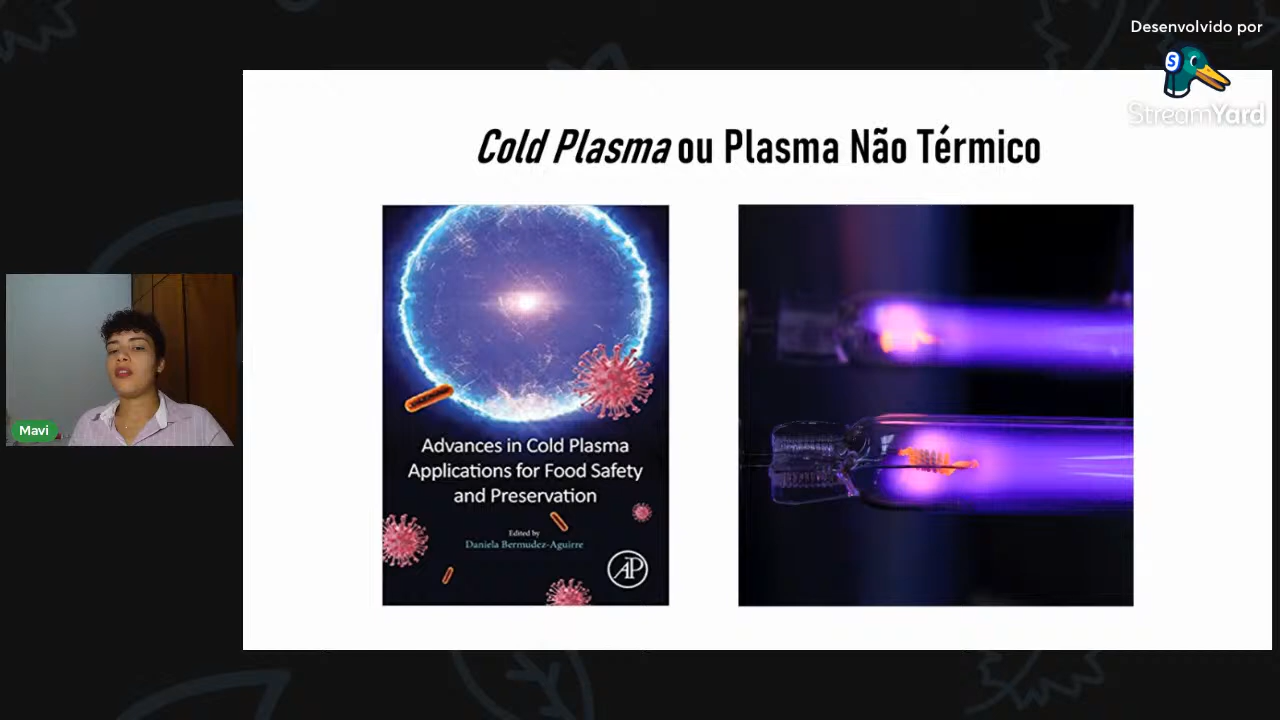 Desenvolvido por
StreamYard
Cold Plasma ou Plasma Não Térmico
Advances in Cold Plasma
Applications for Food Safety
and Preservation
Edited by
Daniela Bermudez-Aguirre
AP
Mavi